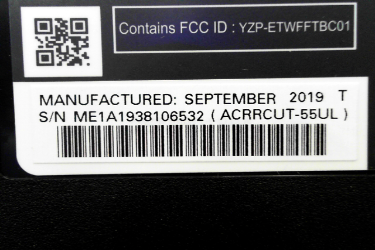 Contains FCC ID : YZP-ETWFFTBC01
MANUFACTURED: SEPTEMBER 2019 T
S/N ME1A1938106532 ( ACRRCUT-55UL )